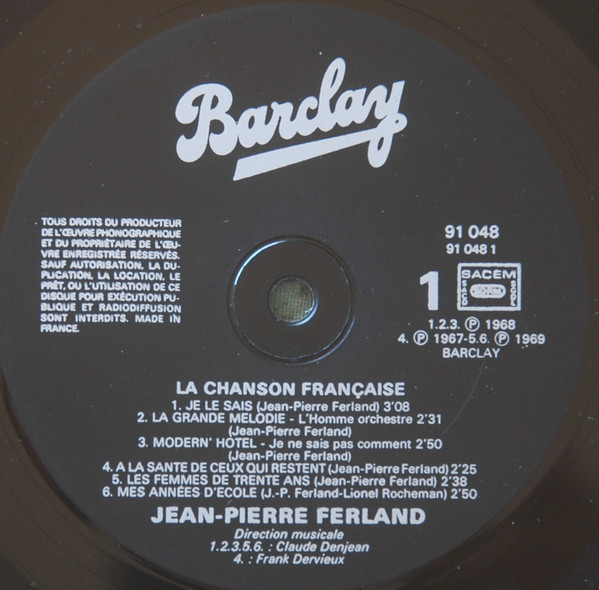 Barclay
TOUS DROITS DU PRODUCTEUR
DE L'ŒUVRE PHONOGRAPHIQUE
ET DU PROPRIÉTAIRE DE L'ŒU-
VRE ENREGISTRÉE RÉSERVÉS.
SAUF AUTORISATION, LA DU-
PLICATION, LA LOCATION, LE
PRÊT, OU L'UTILISATION DE CE
DISQUE POUR EXÉCUTION PU-
BLIQUE ET RADIODIFFUSION
SONT INTERDITS. MADE IN
FRANCE.
91 048
91 048 1
1
SACEM
SACD
SDRM
SGDL
1.2.3. Ⓟ 1968
4. Ⓟ 1967-5.6. Ⓟ 1969
BARCLAY
LA CHANSON FRANÇAISE
1. JE LE SAIS (Jean-Pierre Ferland) 3'08
2. LA GRANDE MELODIE - L'Homme orchestre 2'31
(Jean-Pierre Ferland)
3. MODERN' HOTEL - Je ne sais pas comment 2'50
(Jean-Pierre Ferland)
4. A LA SANTE DE CEUX QUI RESTENT (Jean-Pierre Ferland) 2'25
5. LES FEMMES DE TRENTE ANS (Jean-Pierre Ferland) 2'38
6. MES ANNÉES D'ECOLE (J.-P. Ferland-Lionel Rocheman) 2'50
JEAN-PIERRE FERLAND
Direction musicale
1.2.3.5.6. : Claude Denjean
4. : Frank Dervieux